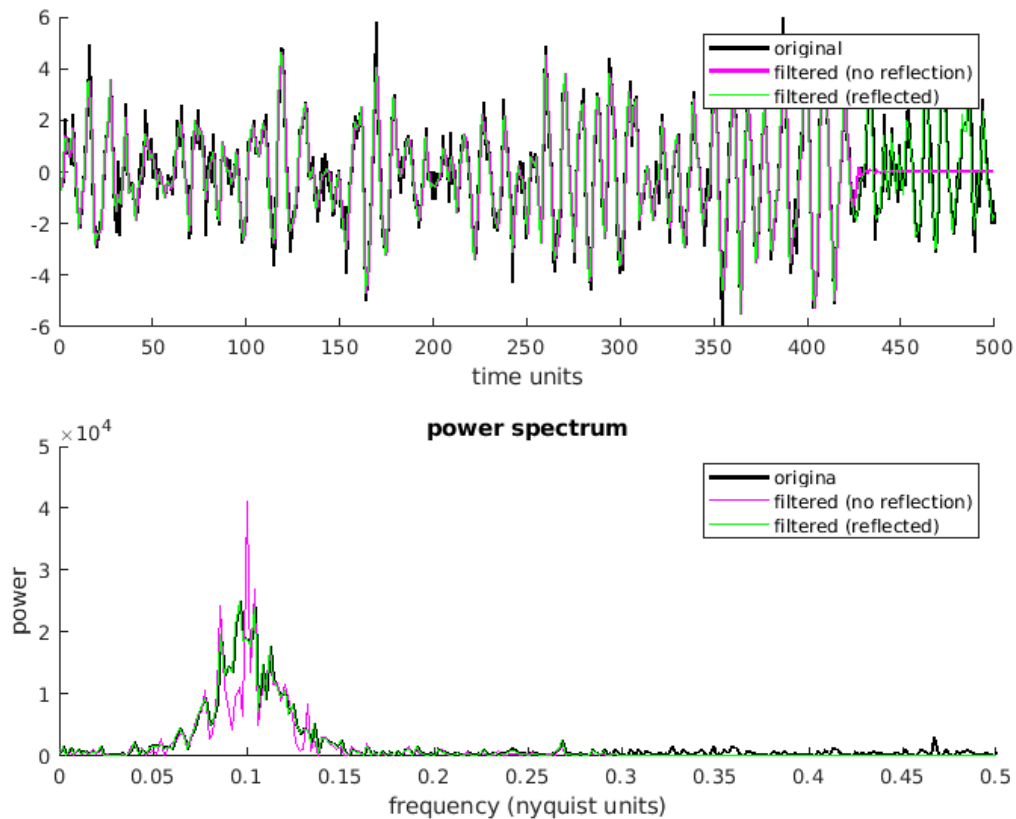 6
4
2
0
-2
-4
-6
original
filtered (no reflection)
filtered (reflected)
0 50 100 150 200 250 300 350 400 450 500
time units
power spectrum
×10^4
5
4
3
2
1
0
power
origina
filtered (no reflection)
filtered (reflected)
0 0.05 0.1 0.15 0.2 0.25 0.3 0.35 0.4 0.45 0.5
frequency (nyquist units)